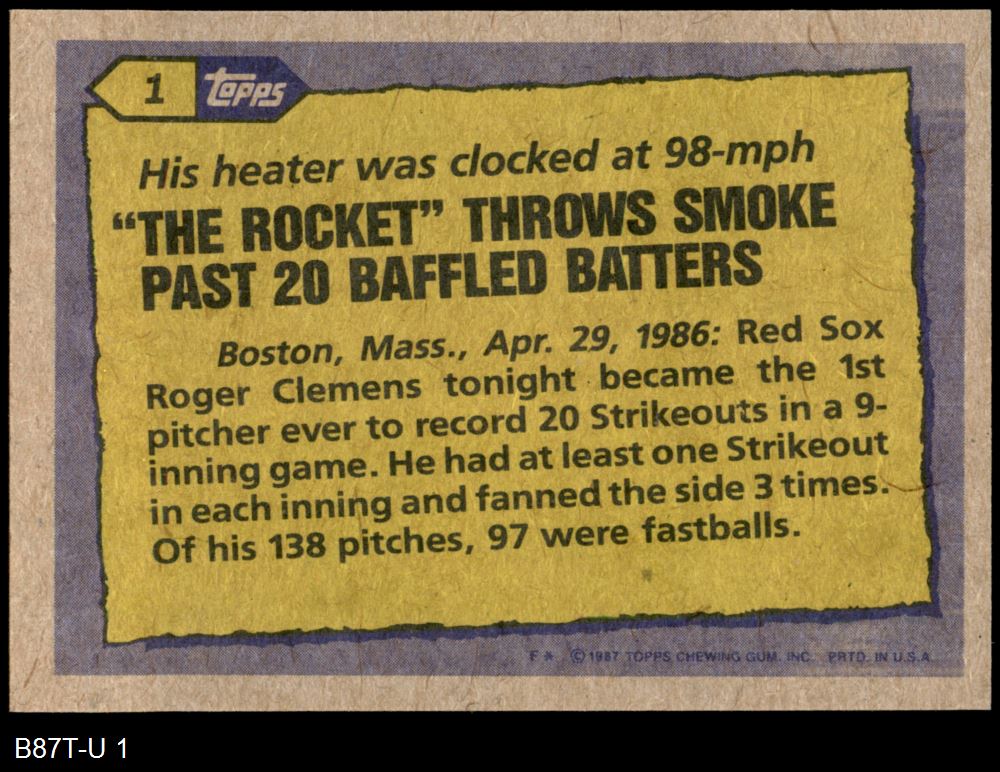 1 Topps
His heater was clocked at 98-mph
“THE ROCKET” THROWS SMOKE
PAST 20 BAFFLED BATTERS
Boston, Mass., Apr. 29, 1986: Red Sox
Roger Clemens tonight became the 1st
pitcher ever to record 20 Strikeouts in a 9-
inning game. He had at least one Strikeout
in each inning and fanned the side 3 times.
Of his 138 pitches, 97 were fastballs.
F * © 1987 TOPPS CHEWING GUM, INC. PRTD. IN U.S.A.
B87T-U 1